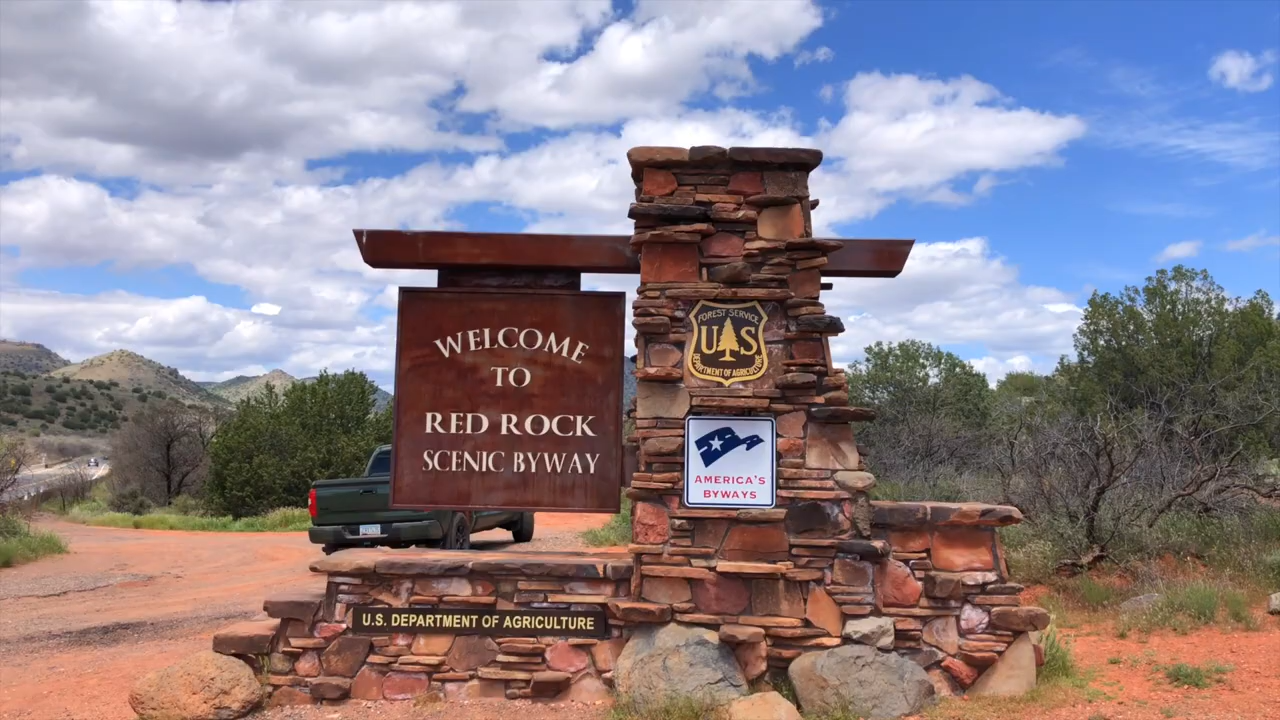 WELCOME
TO
RED ROCK
SCENIC BYWAY
FOREST SERVICE
US
DEPARTMENT OF AGRICULTURE
AMERICA'S
BYWAYS
U.S. DEPARTMENT OF AGRICULTURE